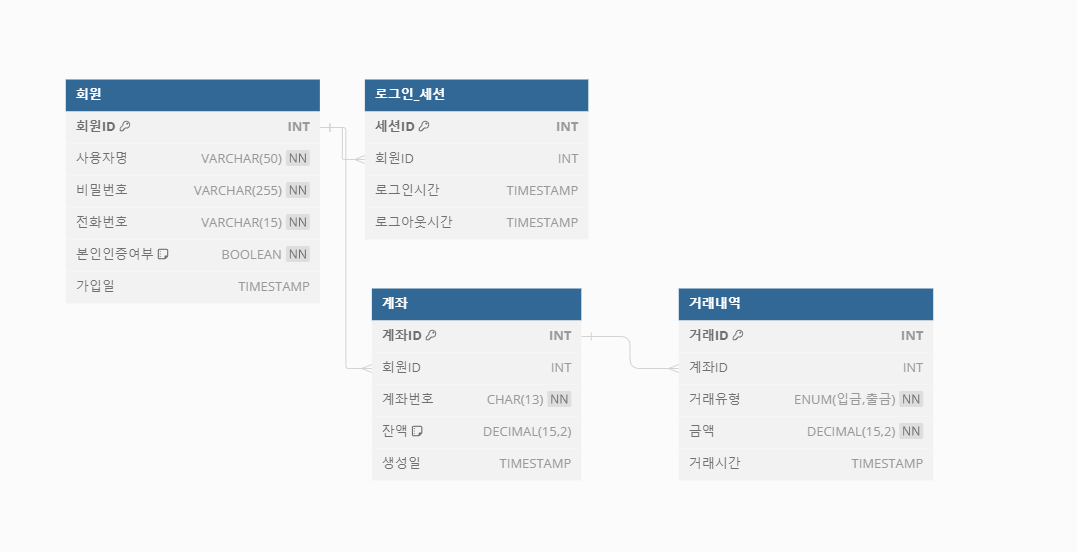 회원
회원ID INT
사용자명 VARCHAR(50) NN
비밀번호 VARCHAR(255) NN
전화번호 VARCHAR(15) NN
본인인증여부 BOOLEAN NN
가입일 TIMESTAMP
로그인_세션
세션ID INT
회원ID INT
로그인시간 TIMESTAMP
로그아웃시간 TIMESTAMP
계좌
계좌ID INT
회원ID INT
계좌번호 CHAR(13) NN
잔액 DECIMAL(15,2)
생성일 TIMESTAMP
거래내역
거래ID INT
계좌ID INT
거래유형 ENUM(입금,출금) NN
금액 DECIMAL(15,2) NN
거래시간 TIMESTAMP